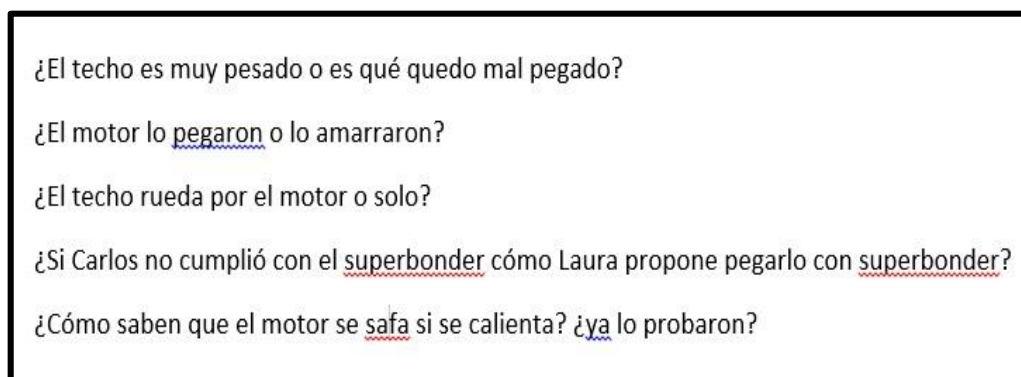 ¿El techo es muy pesado o es qué quedo mal pegado?
¿El motor lo pegaron o lo amarraron?
¿El techo rueda por el motor o solo?
¿Si Carlos no cumplió con el superbonder cómo Laura propone pegarlo con superbonder?
¿Cómo saben que el motor se safa si se calienta? ¿ya lo probaron?